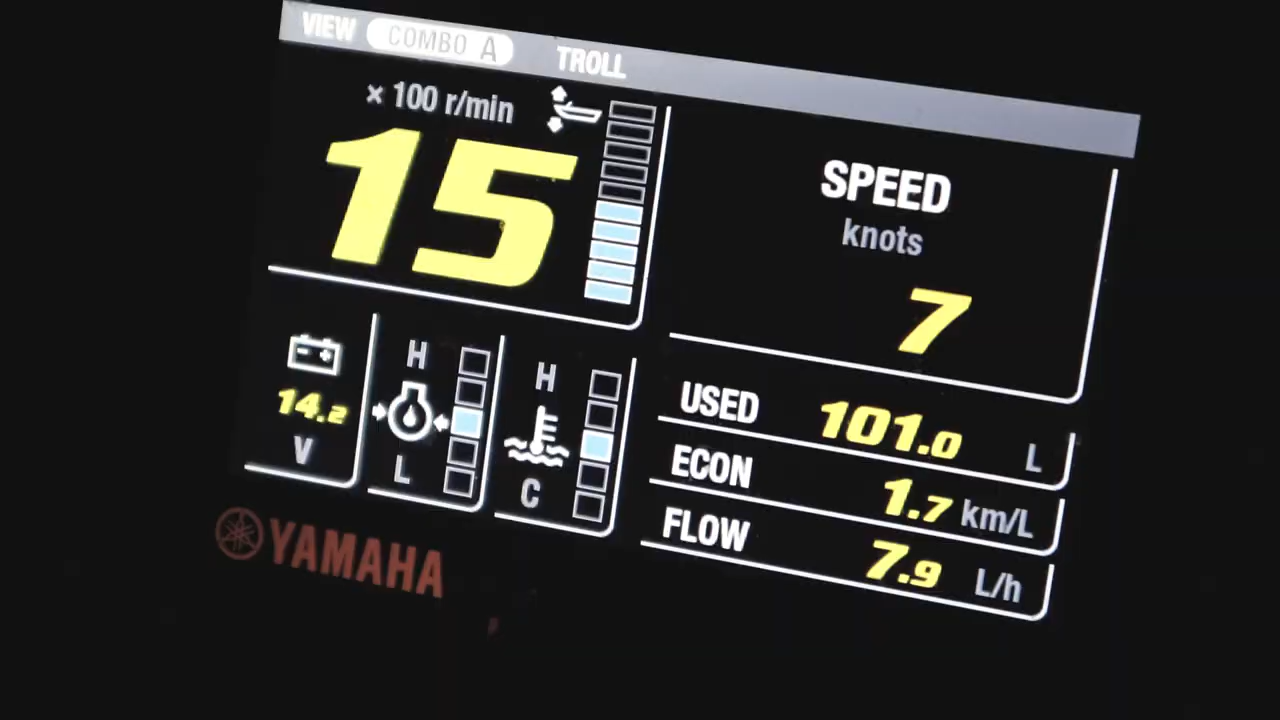 VIEW COMBO A TROLL
× 100 r/min
15
SPEED
knots
7
14.2
V
H
L
H
C
USED 101.0 L
ECON 1.7 km/L
FLOW 7.9 L/h
YAMAHA